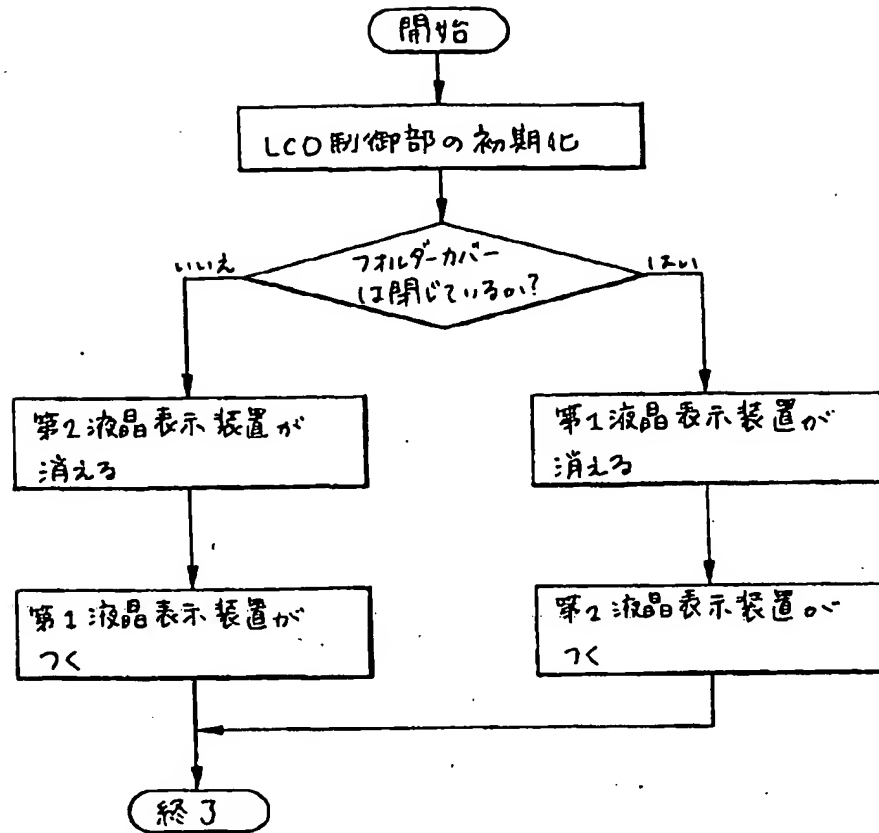 開始
LCD制御部の初期化
フォルダーカバー
は閉じているか?
いいえ
はい
第2液晶表示装置が
消える
第1液晶表示装置が
消える
第1液晶表示装置が
つく
第2液晶表示装置が
つく
終了